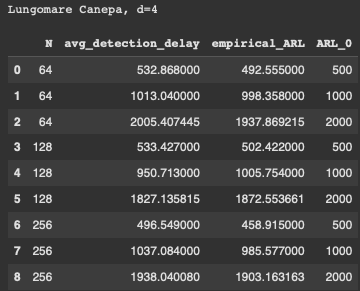 Lungomare Canepa, d=4
N avg_detection_delay empirical_ARL ARL_0
0 64 532.868000 492.555000 500
1 64 1013.040000 998.358000 1000
2 64 2005.407445 1937.869215 2000
3 128 533.427000 502.422000 500
4 128 950.713000 1005.754000 1000
5 128 1827.135815 1872.553661 2000
6 256 496.549000 458.915000 500
7 256 1037.084000 985.577000 1000
8 256 1938.040080 1903.163163 2000